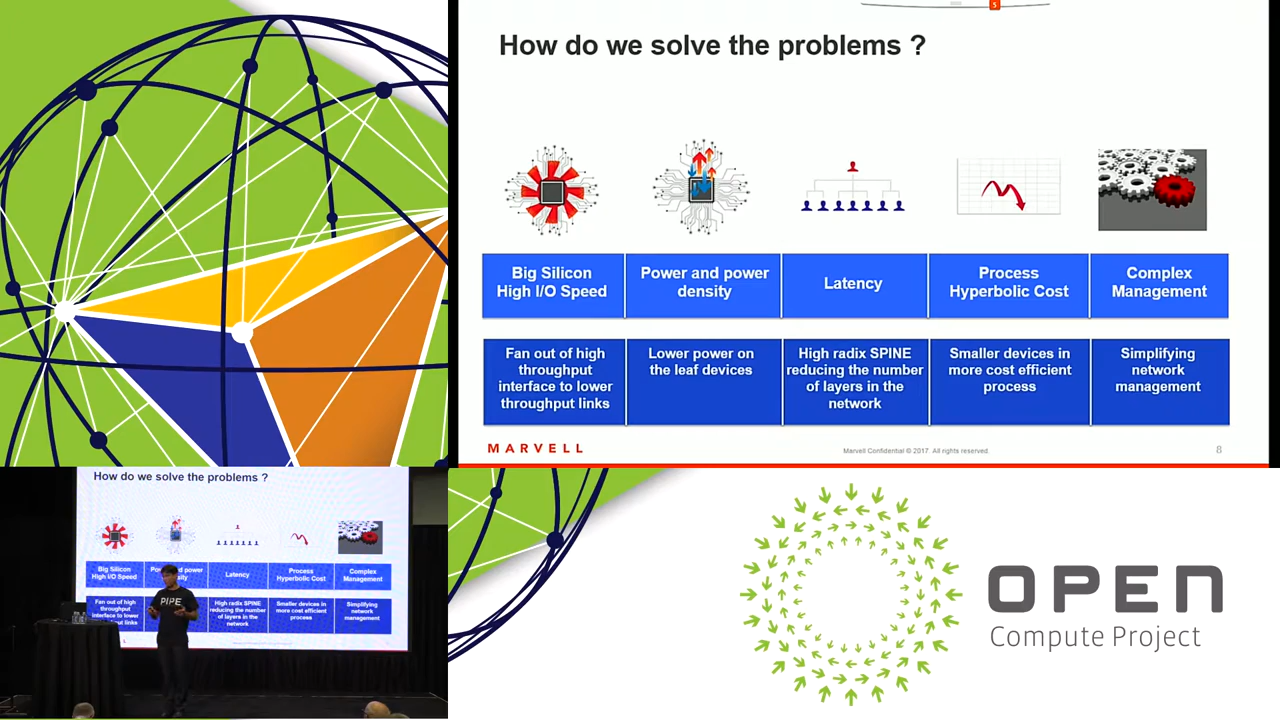 5
How do we solve the problems ?
Big Silicon
High I/O Speed
Power and power
density
Latency
Process
Hyperbolic Cost
Complex
Management
Fan out of high
throughput
interface to lower
throughput links
Lower power on
the leaf devices
High radix SPINE
reducing the number
of layers in the
network
Smaller devices in
more cost efficient
process
Simplifying
network
management
MARVELL
Marvell Confidential © 2017. All rights reserved.
8
How do we solve the problems ?
Big Silicon
High I/O Speed
Latency
Process
Hyperbolic Cost
Complex
Management
Fan out of high
throughput
interface to lower
links
High radix SPINE
reducing the number
of layers in the
network
Smaller devices in
more cost efficient
process
Simplifying
network
management
PIPE
OPEN
Compute Project